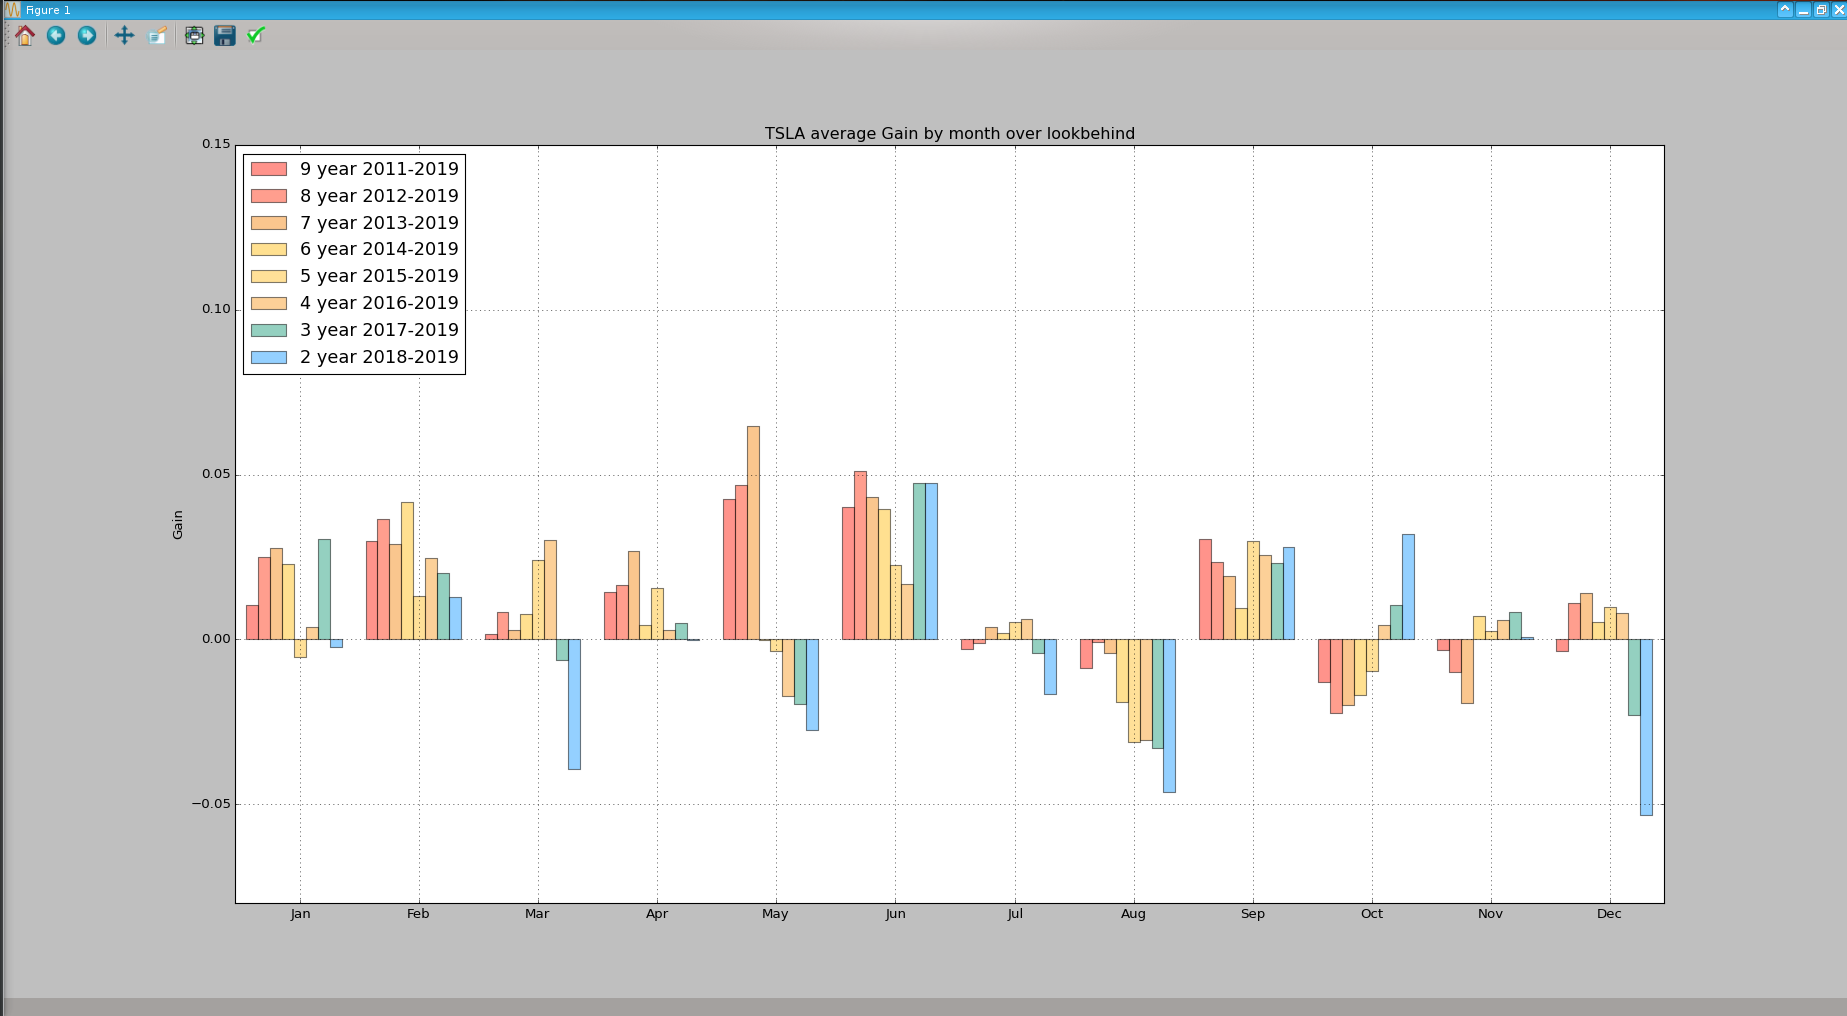 Figure 1
TSLA average Gain by month over lookbehind
0.15
0.10
0.05
0.00
−0.05
Gain
9 year 2011-2019
8 year 2012-2019
7 year 2013-2019
6 year 2014-2019
5 year 2015-2019
4 year 2016-2019
3 year 2017-2019
2 year 2018-2019
Jan Feb Mar Apr May Jun Jul Aug Sep Oct Nov Dec